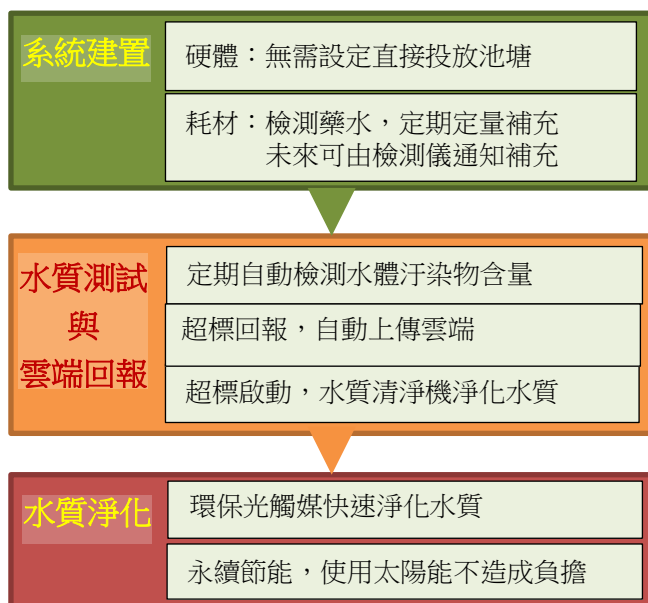 系統建置
硬體：無需設定直接投放池塘
耗材：檢測藥水，定期定量補充
未來可由檢測儀通知補充
水質測試
與
雲端回報
定期自動檢測水體汙染物含量
超標回報，自動上傳雲端
超標啟動，水質清淨機淨化水質
水質淨化
環保光觸媒快速淨化水質
永續節能，使用太陽能不造成負擔